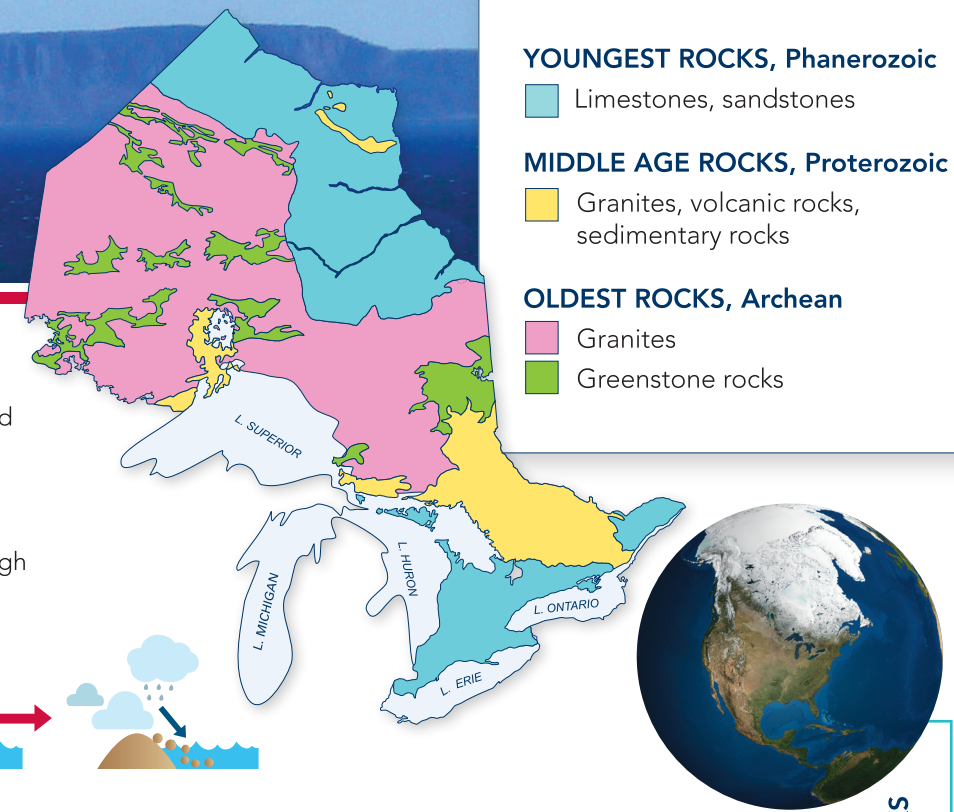 YOUNGEST ROCKS, Phanerozoic
Limestones, sandstones
MIDDLE AGE ROCKS, Proterozoic
Granites, volcanic rocks,
sedimentary rocks
OLDEST ROCKS, Archean
Granites
Greenstone rocks
L. SUPERIOR
L. MICHIGAN
L. HURON
L. ONTARIO
L. ERIE
d
gh
S